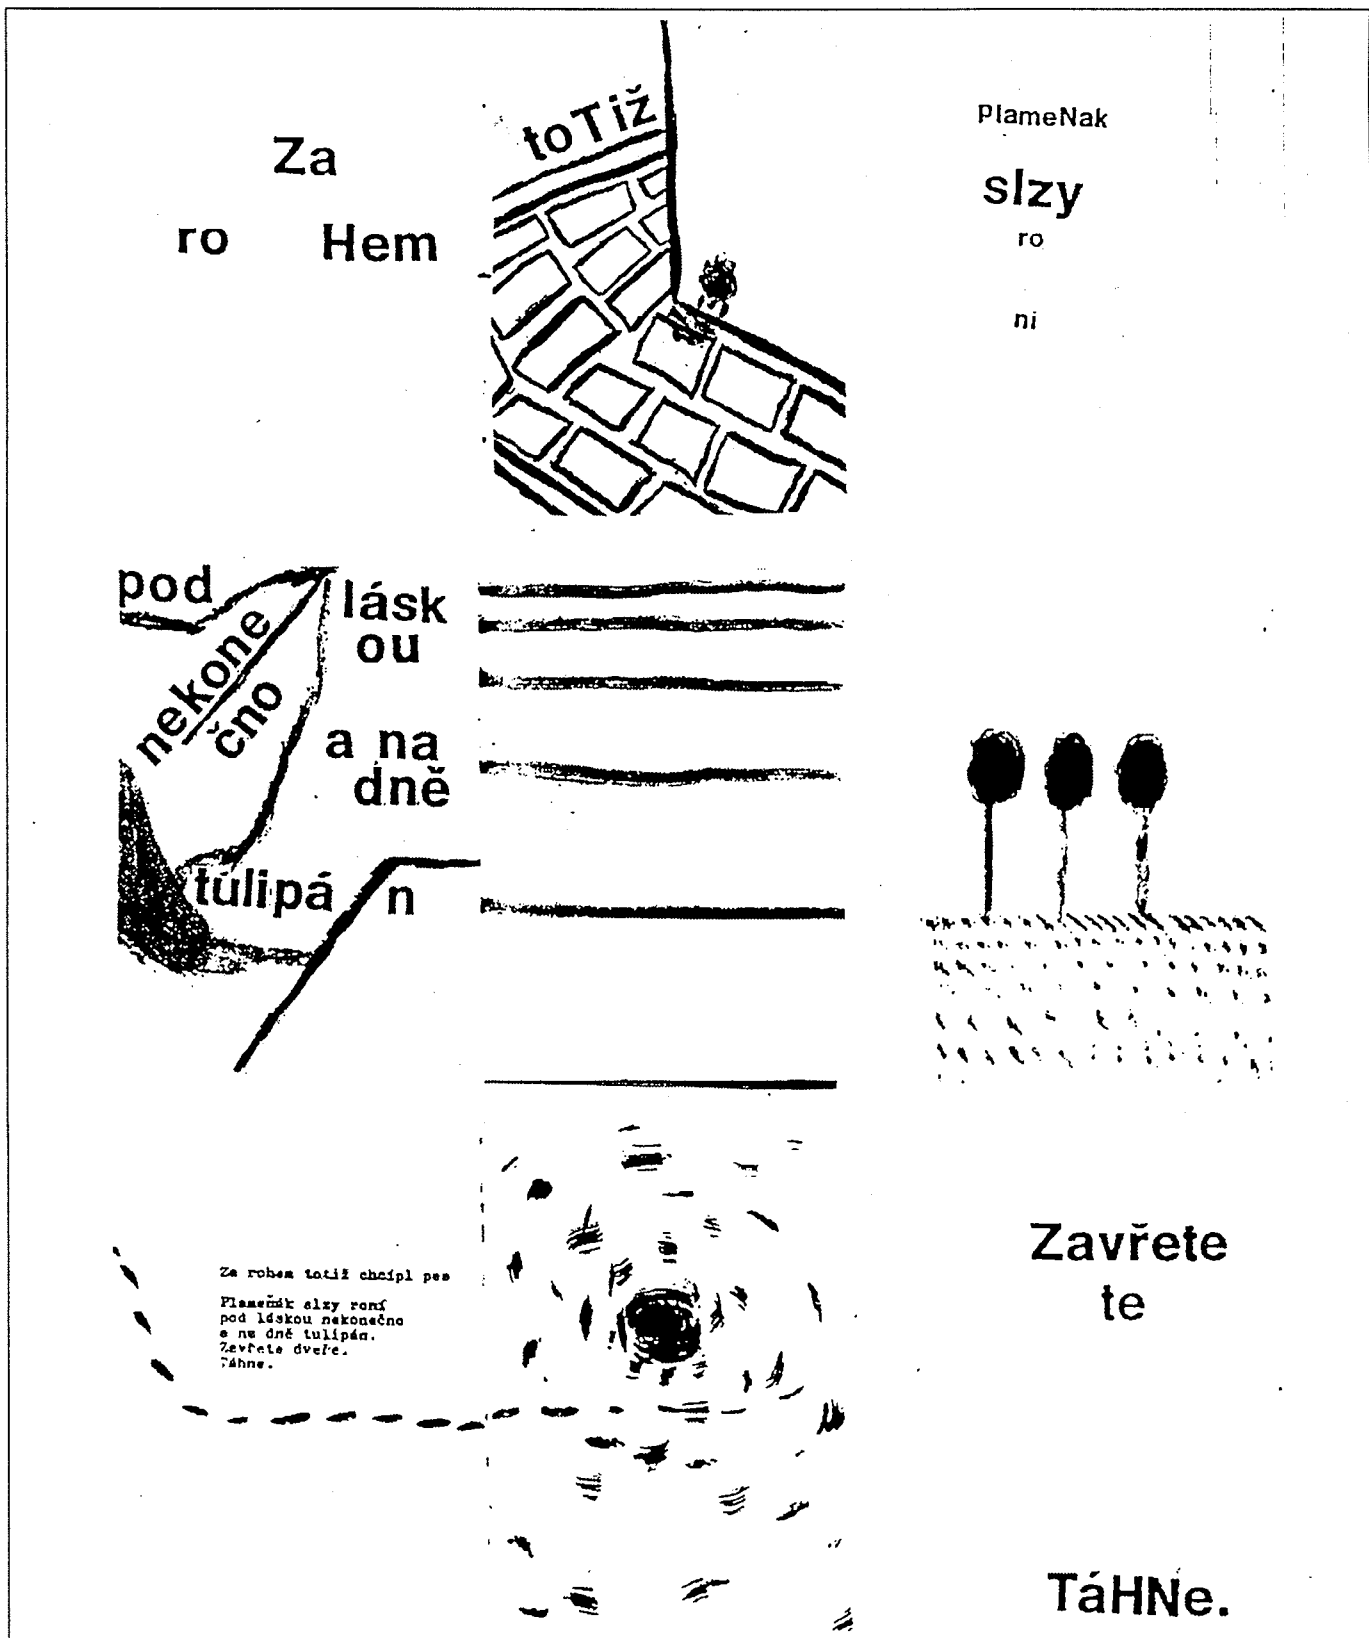 Za
ro Hem
toTiž
PlameNak
slzy
ro
ni
pod
nekone
čno
lásk
ou
a na
dně
tulipá n
Za rohem totiž chcípl pes
Plameňák slzy roní
pod láskou nekonečno
a na dně tulipán.
Zavřete dveře.
Táhne.
Zavřete
te
TáHNe.